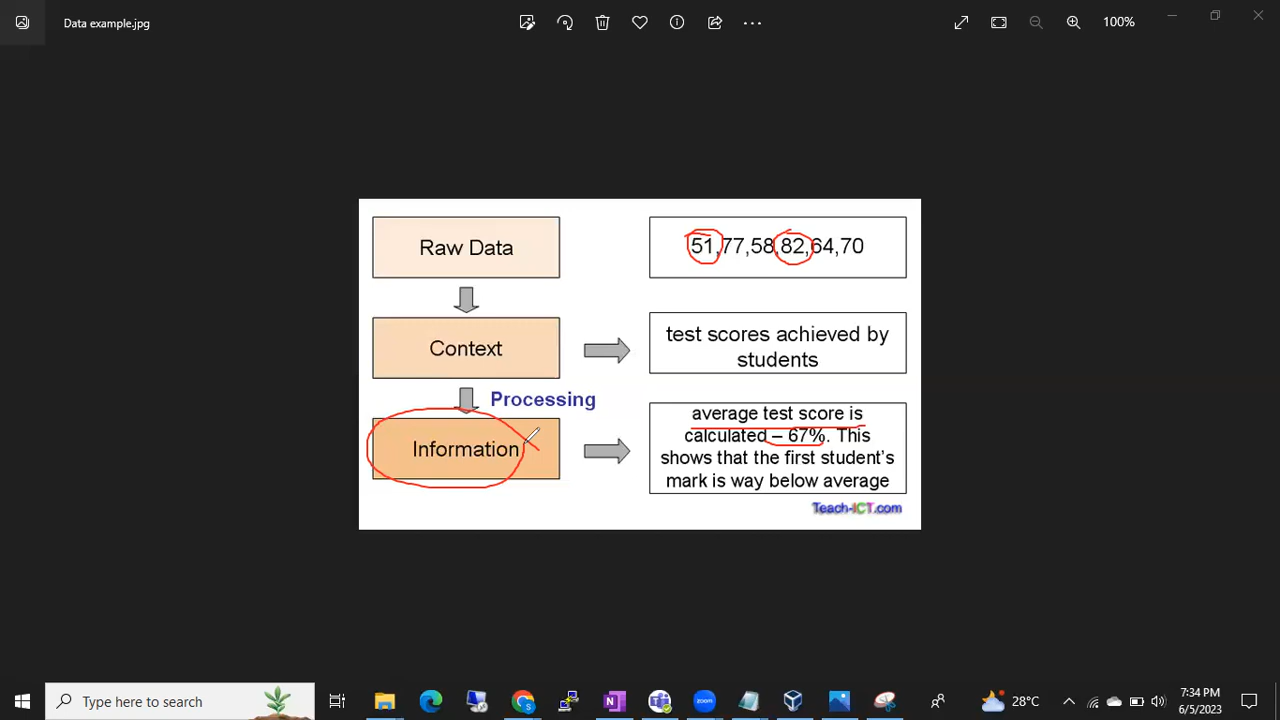 Data example.jpg
100%
Raw Data
51,77,58,82,64,70
Context
test scores achieved by
students
Processing
Information
average test score is
calculated – 67%. This
shows that the first student's
mark is way below average
Teach-ICT.com
Type here to search
zoom
28°C
7:34 PM
6/5/2023